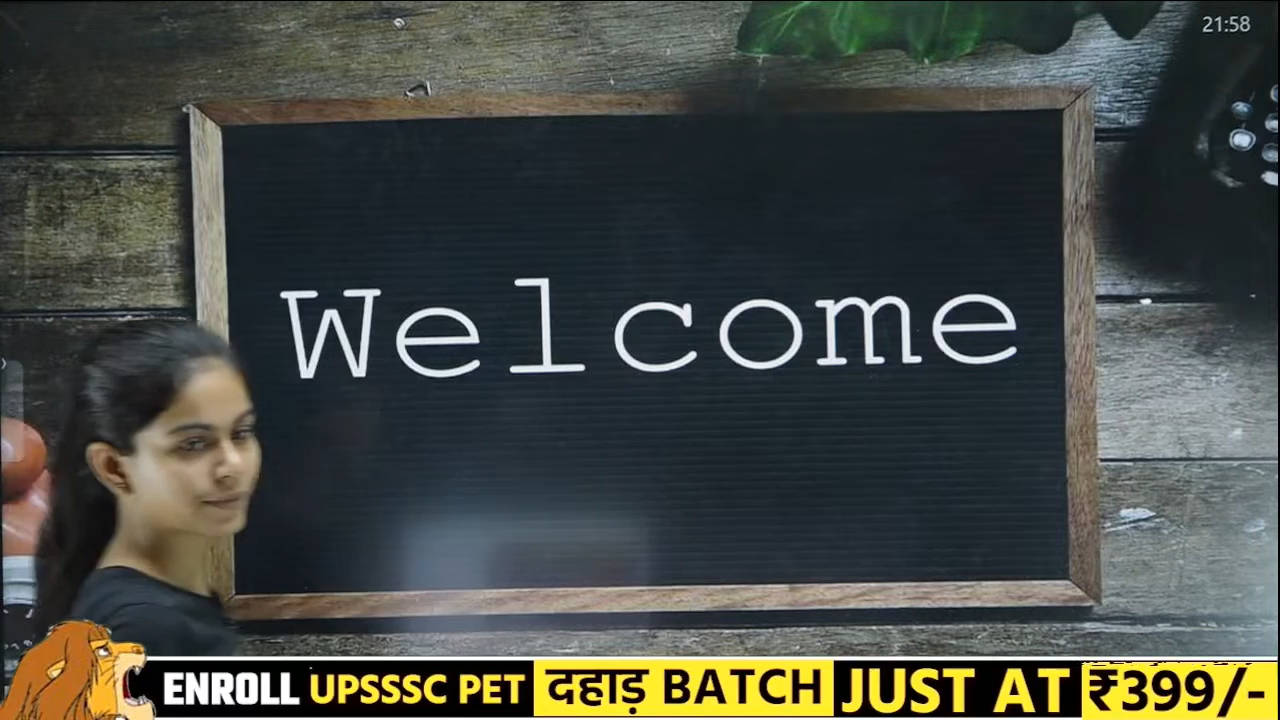 21:58
Welcome
ENROLL UPSSSC PET दहाड़ BATCH JUST AT ₹399/-